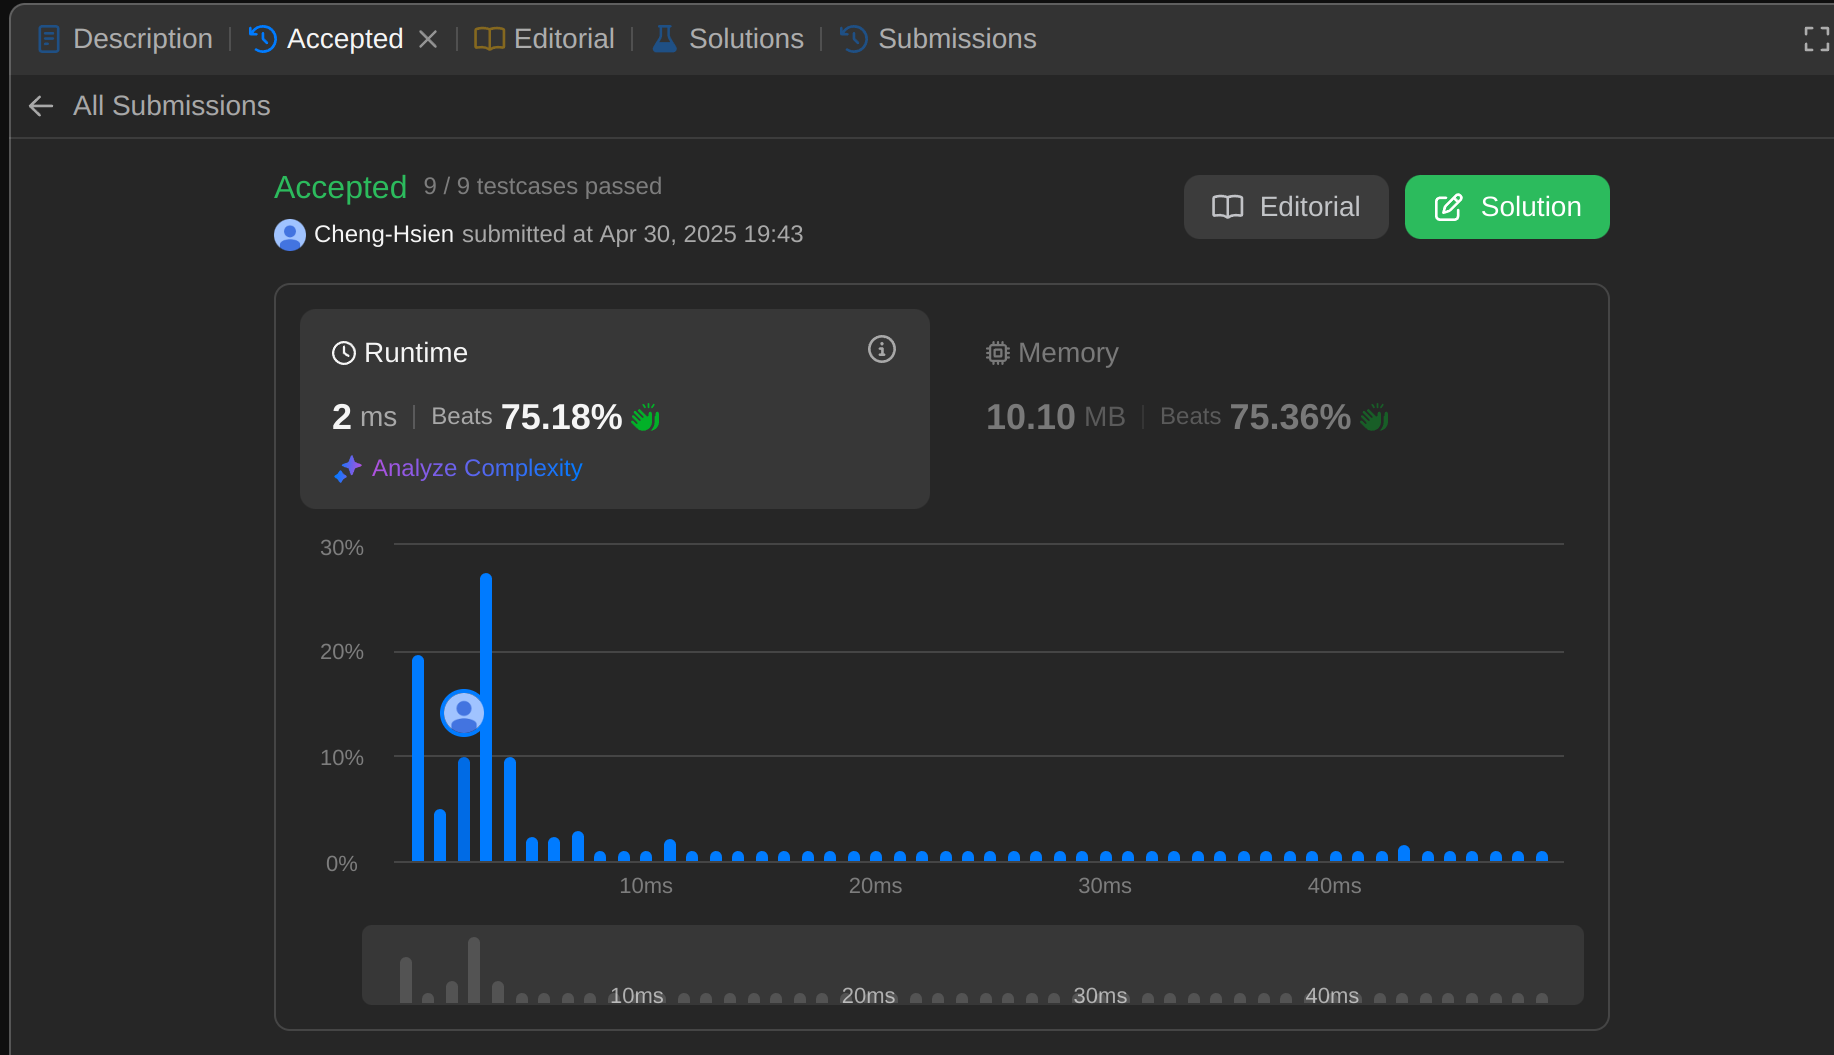 Description | Accepted | Editorial | Solutions | Submissions
All Submissions
Accepted 9 / 9 testcases passed
Cheng-Hsien submitted at Apr 30, 2025 19:43
Editorial
Solution
Runtime
2 ms | Beats 75.18%
Analyze Complexity
Memory
10.10 MB | Beats 75.36%
30%
20%
10%
0%
10ms 20ms 30ms 40ms
10ms 20ms 30ms 40ms